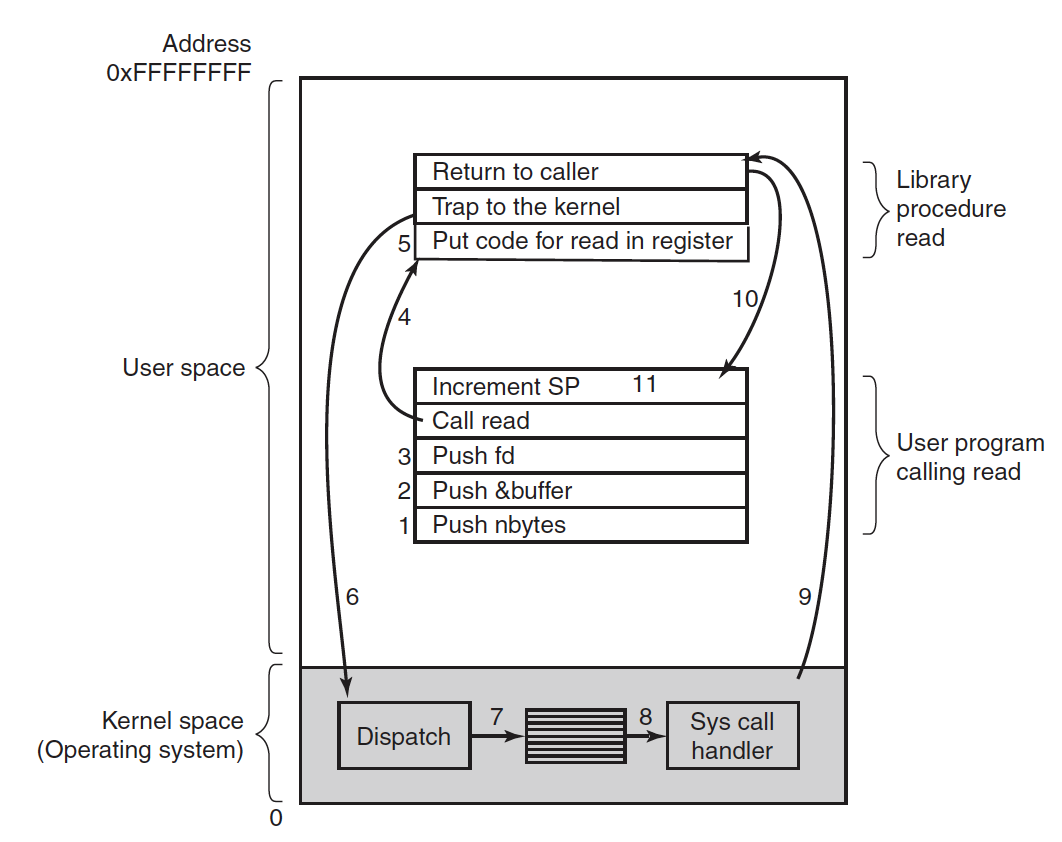 Address
0xFFFFFFFF
Return to caller
Trap to the kernel
5 Put code for read in register
Library
procedure
read
4
10
User space
Increment SP 11
Call read
3 Push fd
2 Push &buffer
1 Push nbytes
User program
calling read
6
9
Kernel space
(Operating system)
Dispatch
7
8
Sys call
handler
0